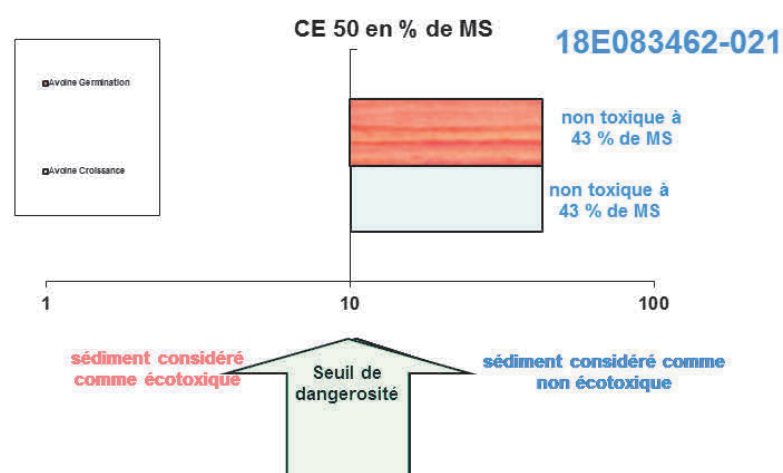 CE 50 en % de MS
18E083462-021
Avoine Germination
Avoine Croissance
non toxique à
43 % de MS
non toxique à
43 % de MS
1
10
100
sédiment considéré
comme écotoxique
Seuil de
dangerosité
sédiment considéré comme
non écotoxique